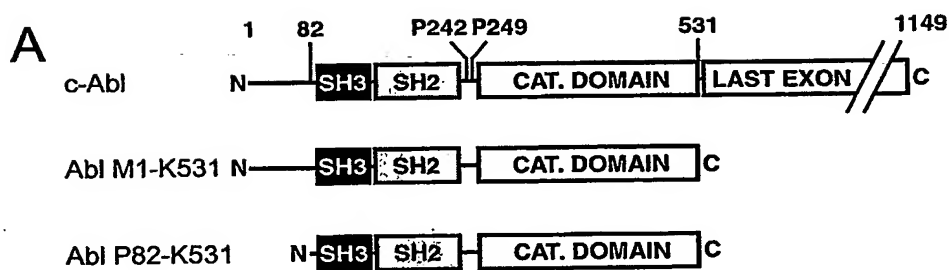 A
1 82 P242 P249 531 1149
c-Abl N SH3 SH2 CAT. DOMAIN LAST EXON C
Abl M1-K531 N SH3 SH2 CAT. DOMAIN C
Abl P82-K531 N SH3 SH2 CAT. DOMAIN C